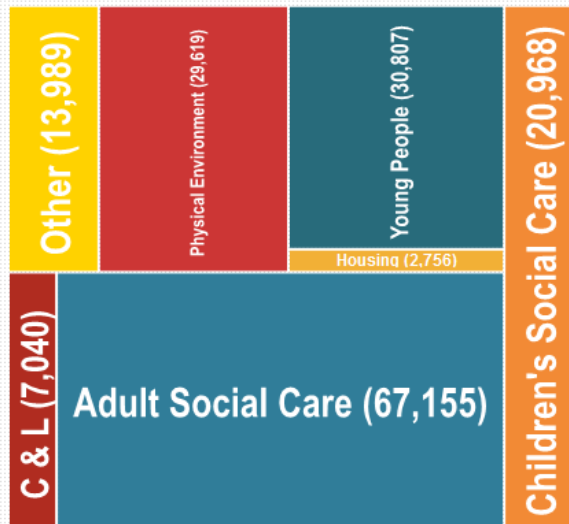 Other (13,989)
Physical Environment (29,619)
Young People (30,807)
Housing (2,756)
Children's Social Care (20,968)
C & L (7,040)
Adult Social Care (67,155)